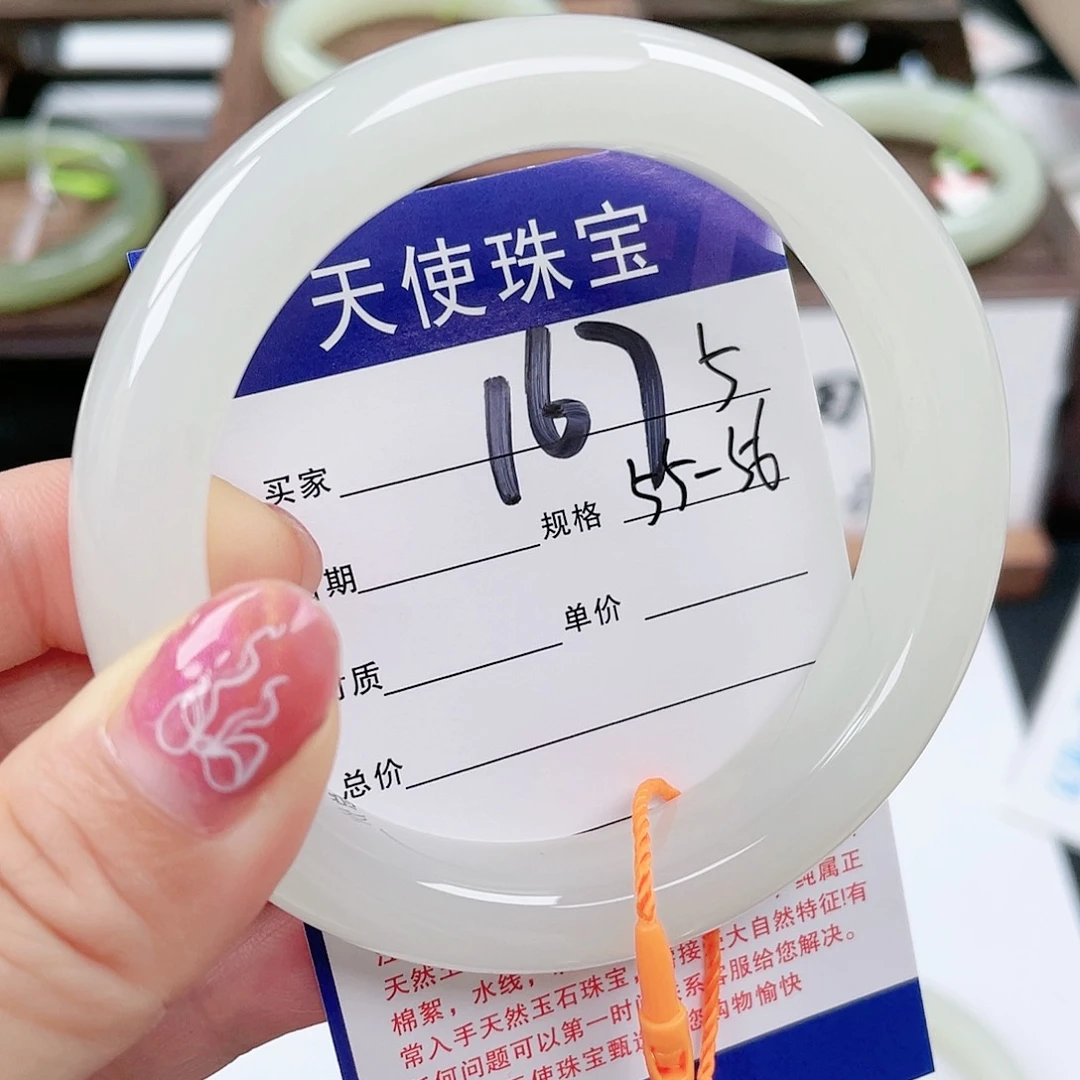 天使珠宝
167 5
买家
规格 55-56
期
单价
质
总价
纯属正
大自然特征!有
天然
水线,
服给您解决。
棉絮,
常入手天然玉石珠宝
购物愉快
何问题可以第一时
使珠宝甄